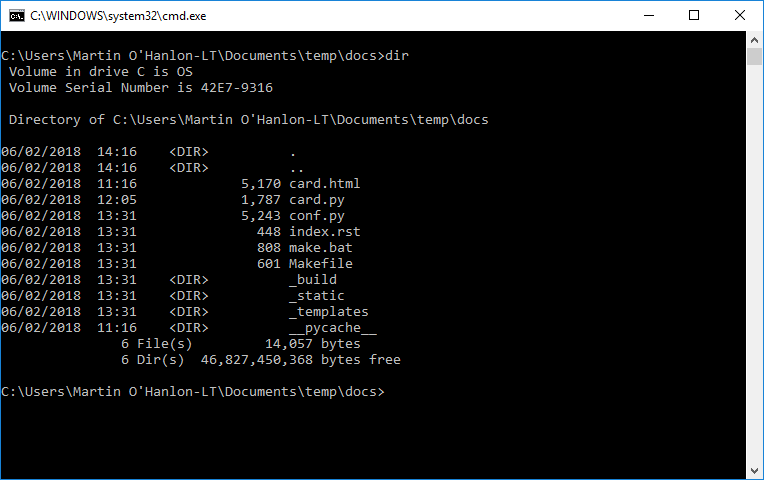 C:\WINDOWS\system32\cmd.exe
C:\Users\Martin O'Hanlon-LT\Documents\temp\docs>dir
 Volume in drive C is OS
 Volume Serial Number is 42E7-9316
 Directory of C:\Users\Martin O'Hanlon-LT\Documents\temp\docs
06/02/2018  14:16    <DIR>          .
06/02/2018  14:16    <DIR>          ..
06/02/2018  11:16             5,170 card.html
06/02/2018  12:05             1,787 card.py
06/02/2018  13:31             5,243 conf.py
06/02/2018  13:31               448 index.rst
06/02/2018  13:31               808 make.bat
06/02/2018  13:31               601 Makefile
06/02/2018  13:31    <DIR>          _build
06/02/2018  13:31    <DIR>          _static
06/02/2018  13:31    <DIR>          _templates
06/02/2018  11:16    <DIR>          __pycache__
               6 File(s)         14,057 bytes
               6 Dir(s)  46,827,450,368 bytes free
C:\Users\Martin O'Hanlon-LT\Documents\temp\docs>